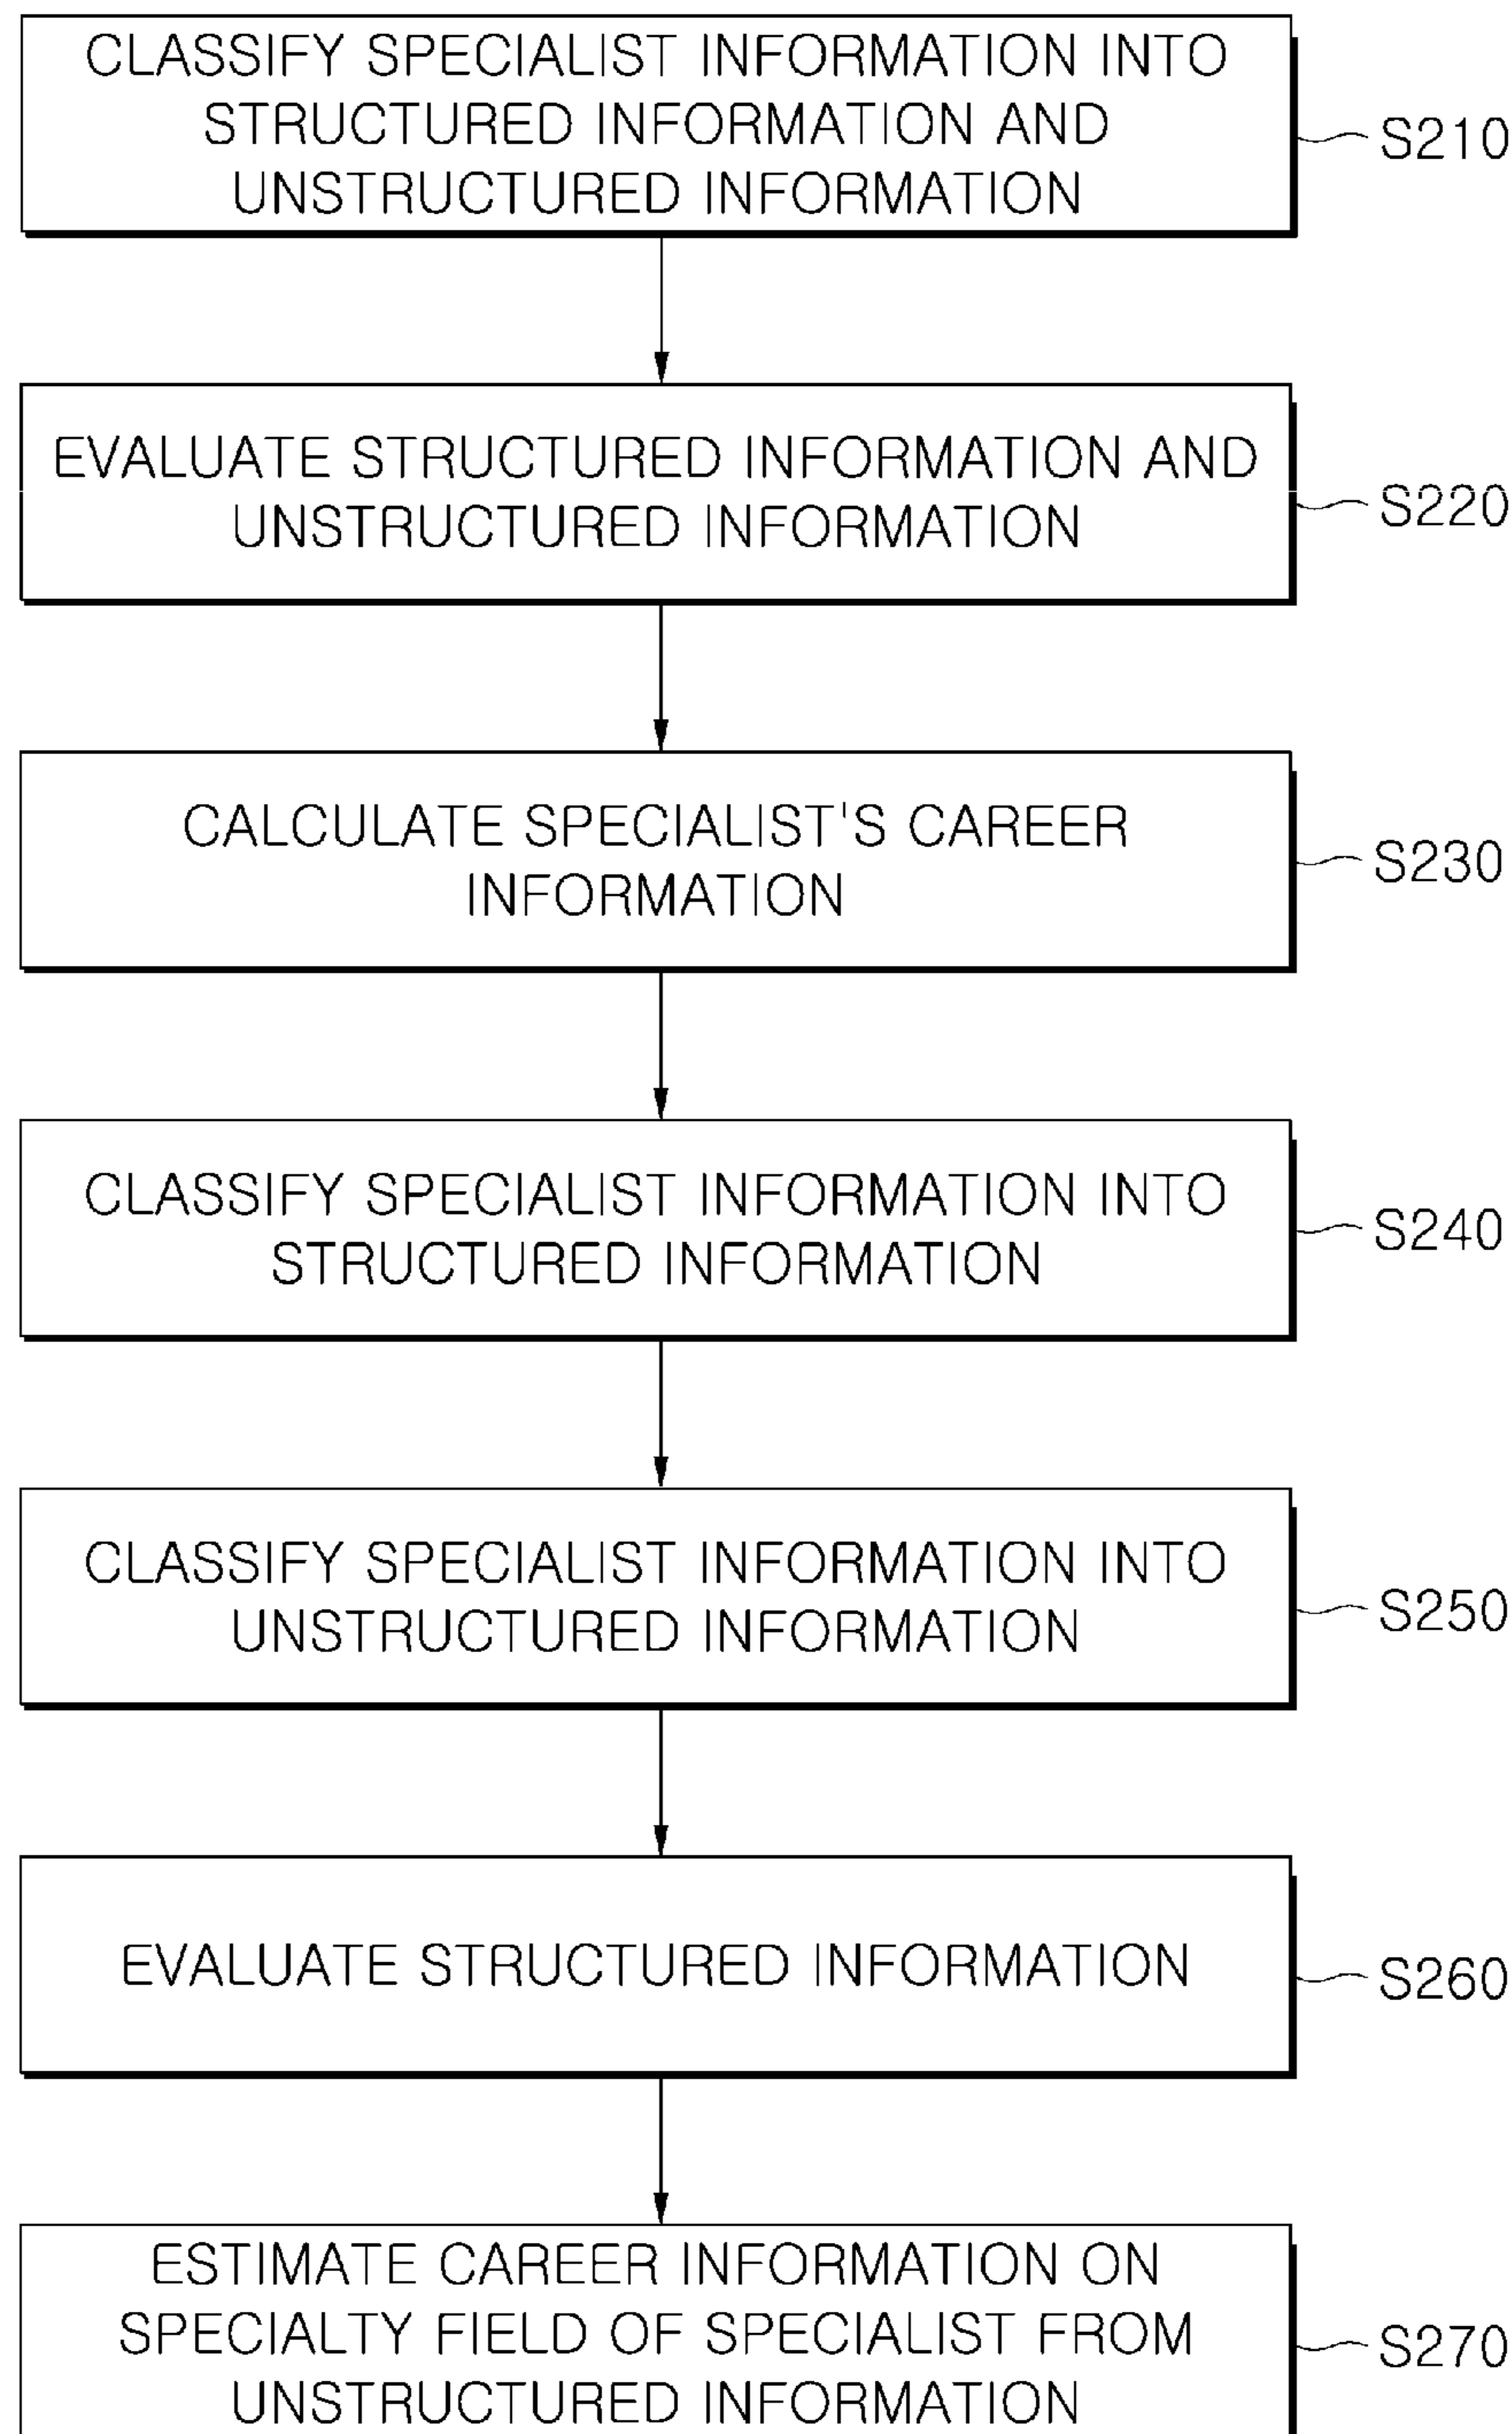 CLASSIFY SPECIALIST INFORMATION INTO
STRUCTURED INFORMATION AND
UNSTRUCTURED INFORMATION
S210
EVALUATE STRUCTURED INFORMATION AND
UNSTRUCTURED INFORMATION
S220
CALCULATE SPECIALIST'S CAREER
INFORMATION
S230
CLASSIFY SPECIALIST INFORMATION INTO
STRUCTURED INFORMATION
S240
CLASSIFY SPECIALIST INFORMATION INTO
UNSTRUCTURED INFORMATION
S250
EVALUATE STRUCTURED INFORMATION
S260
ESTIMATE CAREER INFORMATION ON
SPECIALTY FIELD OF SPECIALIST FROM
UNSTRUCTURED INFORMATION
S270